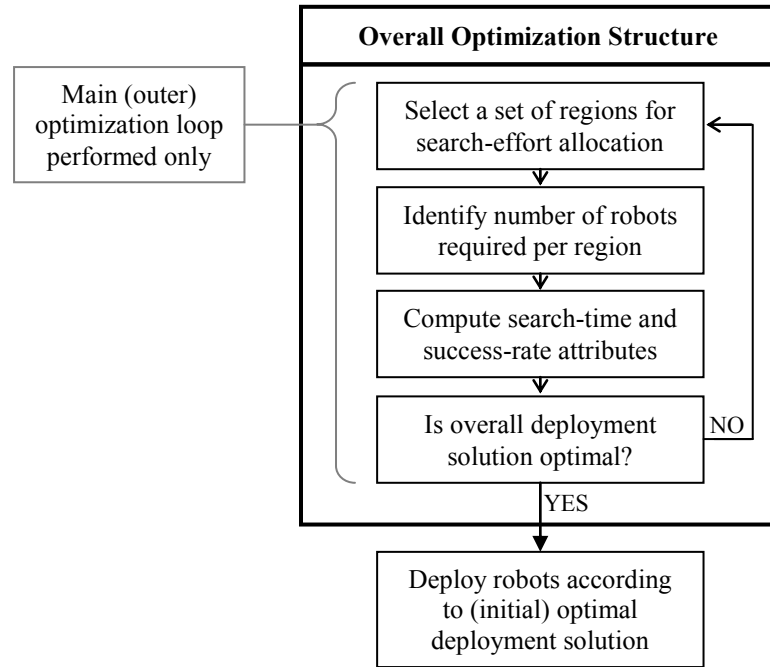 Overall Optimization Structure
Main (outer)
optimization loop
performed only
Select a set of regions for
search-effort allocation
Identify number of robots
required per region
Compute search-time and
success-rate attributes
Is overall deployment
solution optimal?
NO
YES
Deploy robots according
to (initial) optimal
deployment solution